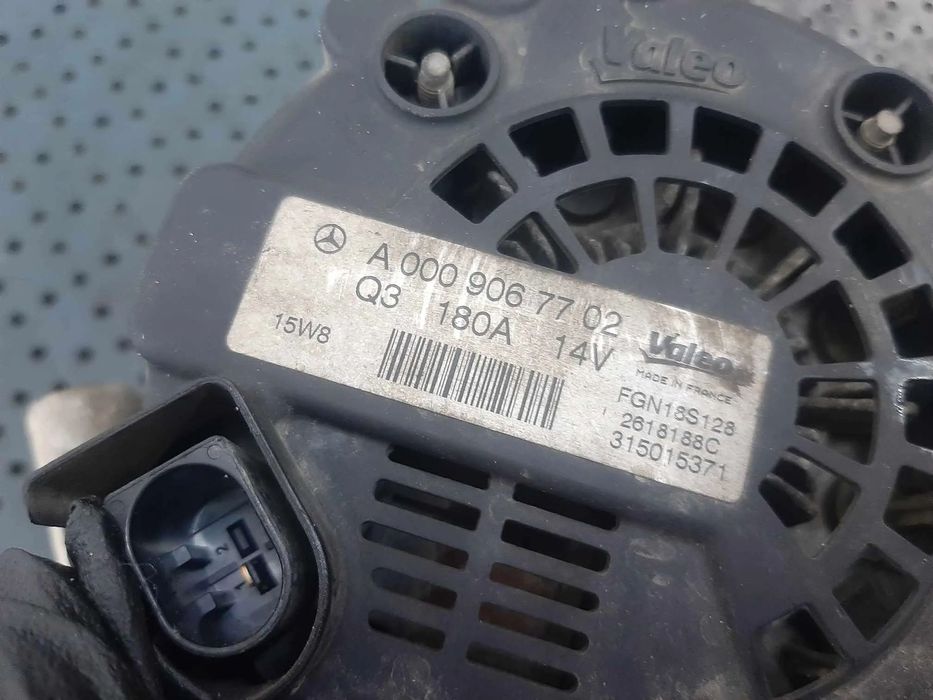 Valeo
A 000 906 77 02
Q3 180A 14V
15W8
Valeo
MADE IN FRANCE
FGN18S128
2618188C
315015371